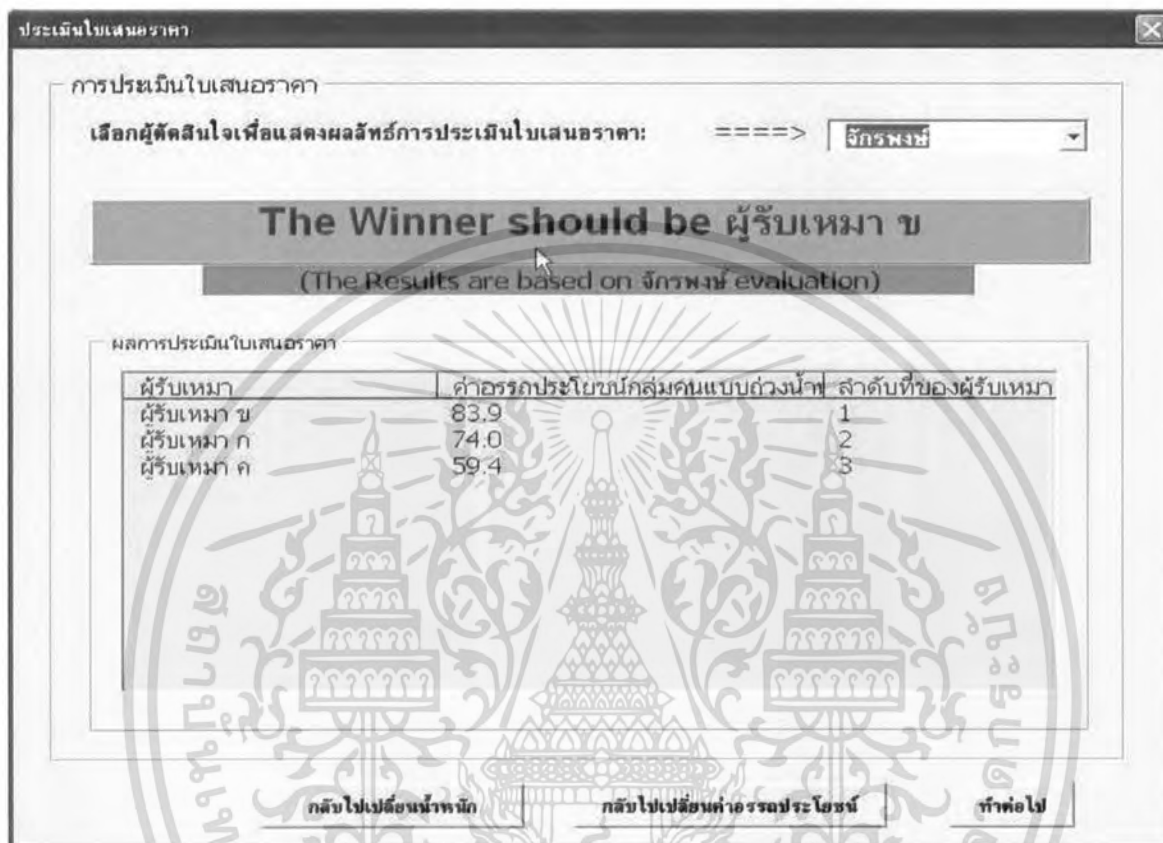 ประเมินใบเสนอราคา
การประเมินใบเสนอราคา
เลือกผู้ตัดสินใจเพื่อแสดงผลลัทธ์การประเมินใบเสนอราคา: ====> จักรพงษ์
The Winner should be ผู้รับเหมา ข
(The Results are based on จักรพงษ์ evaluation)
ผลการประเมินใบเสนอราคา
ผู้รับเหมา ค่าอรรถประโยชน์กลุ่มคนแบบถ่วงน้ำห ลำดับที่ของผู้รับเหมา
ผู้รับเหมา ข 83.9 1
ผู้รับเหมา ก 74.0 2
ผู้รับเหมา ค 59.4 3
กลับไปเปลี่ยนน้ำหนัก กลับไปเปลี่ยนค่าอรรถประโยชน์ ทำต่อไป